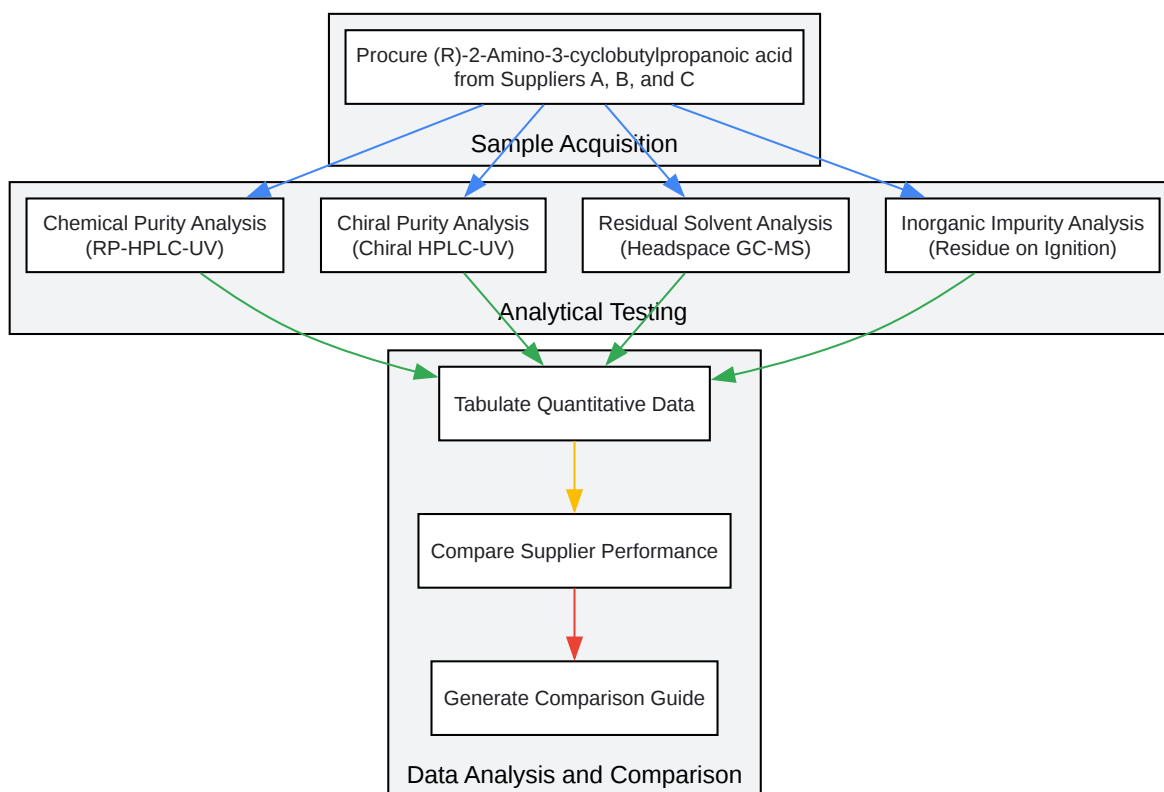 Procure (R)-2-Amino-3-cyclobutylpropanoic acid
from Suppliers A, B, and C
Sample Acquisition
Chemical Purity Analysis
(RP-HPLC-UV)
Chiral Purity Analysis
(Chiral HPLC-UV)
Residual Solvent Analysis
(Headspace GC-MS)
Inorganic Impurity Analysis
(Residue on Ignition)
Analytical Testing
Tabulate Quantitative Data
Compare Supplier Performance
Generate Comparison Guide
Data Analysis and Comparison